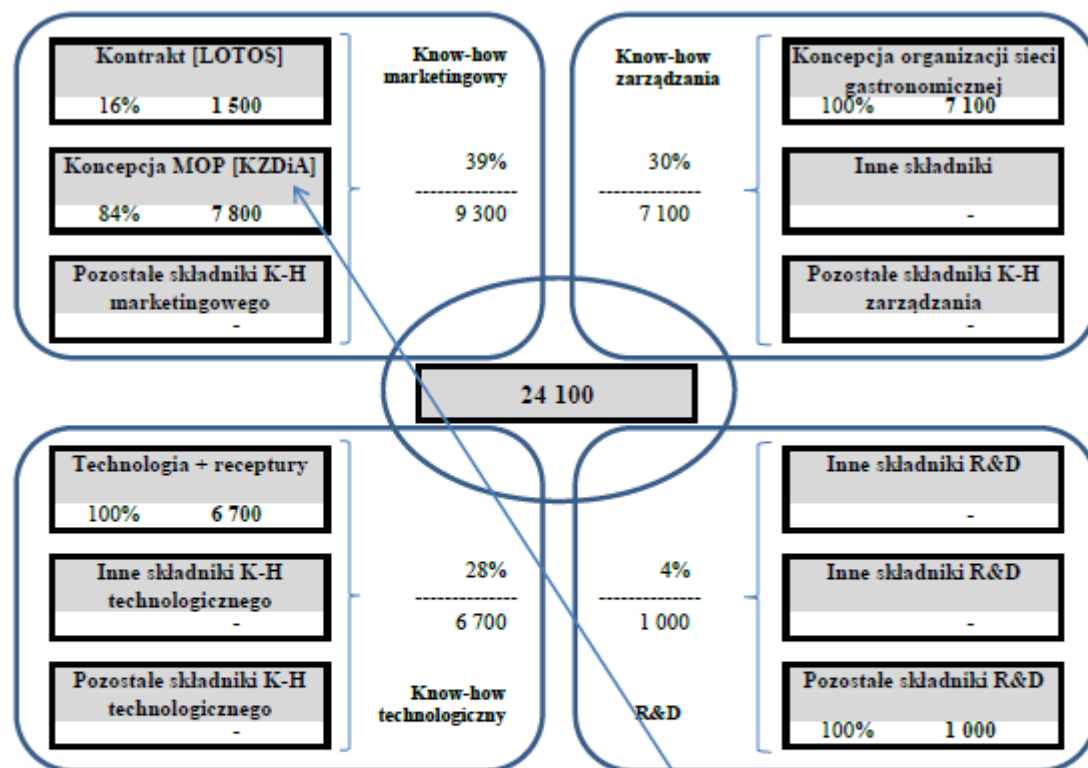 Kontrakt [LOTOS]
16% 1 500
Koncepcja MOP [KZDiA]
84% 7 800
Pozostałe składniki K-H
marketingowego
-
Know-how
marketingowy
39%
--------------
9 300
Know-how
zarządzania
30%
--------------
7 100
Koncepcja organizacji sieci
gastronomicznej
100% 7 100
Inne składniki
-
Pozostałe składniki K-H
zarządzania
-
24 100
Technologia + receptury
100% 6 700
Inne składniki K-H
technologicznego
-
Pozostałe składniki K-H
technologicznego
-
28%
--------------
6 700
Know-how
technologiczny
4%
--------------
1 000
R&D
Inne składniki R&D
-
Inne składniki R&D
-
Pozostałe składniki R&D
100% 1 000